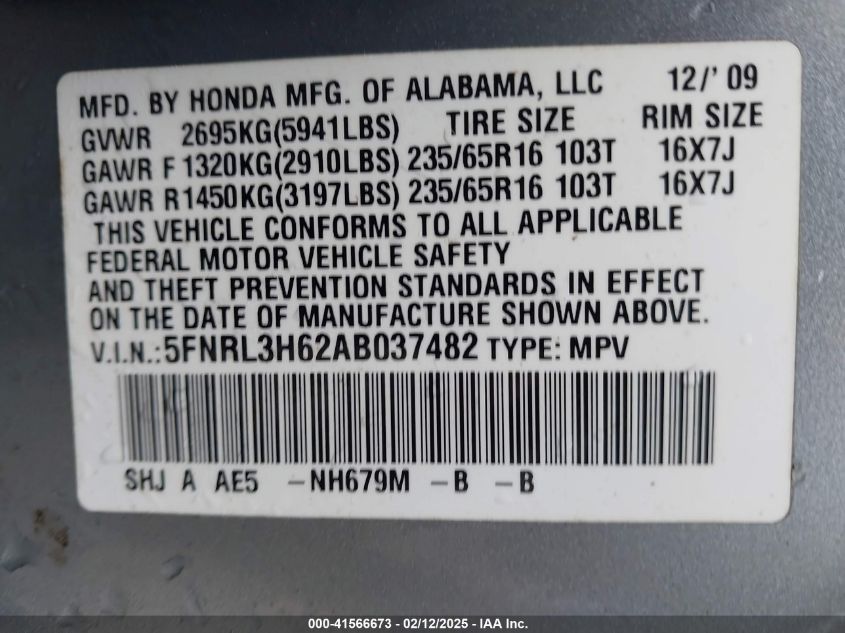 MFD. BY HONDA MFG. OF ALABAMA, LLC 12/' 09
GVWR 2695KG(5941LBS) TIRE SIZE RIM SIZE
GAWR F 1320KG(2910LBS) 235/65R16 103T 16X7J
GAWR R1450KG(3197LBS) 235/65R16 103T 16X7J
THIS VEHICLE CONFORMS TO ALL APPLICABLE
FEDERAL MOTOR VEHICLE SAFETY
AND THEFT PREVENTION STANDARDS IN EFFECT
ON THE DATE OF MANUFACTURE SHOWN ABOVE.
V.I.N.:5FNRL3H62AB037482 TYPE: MPV
SHJ A AE5 -NH679M -B -B
000-41566673 - 02/12/2025 - IAA Inc.